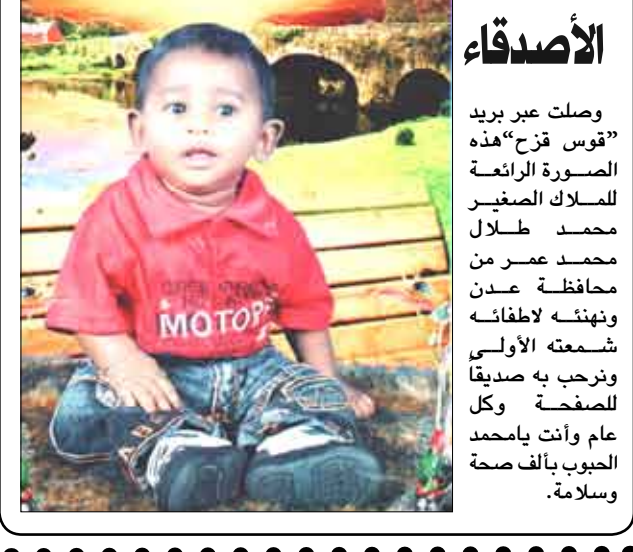 الأصدقاء
وصلت عبر بريد
”قوس قزح“هذه
الصورة الرائعة
للملاك الصغير
محمد طلال
محمد عمر من
محافظة عدن
ونهنئه لاطفائه
شمعته الأولى
ونرحب به صديقاً
للصفحة وكل
عام وأنت يامحمد
الحبوب بألف صحة
وسلامة.
MOTOP